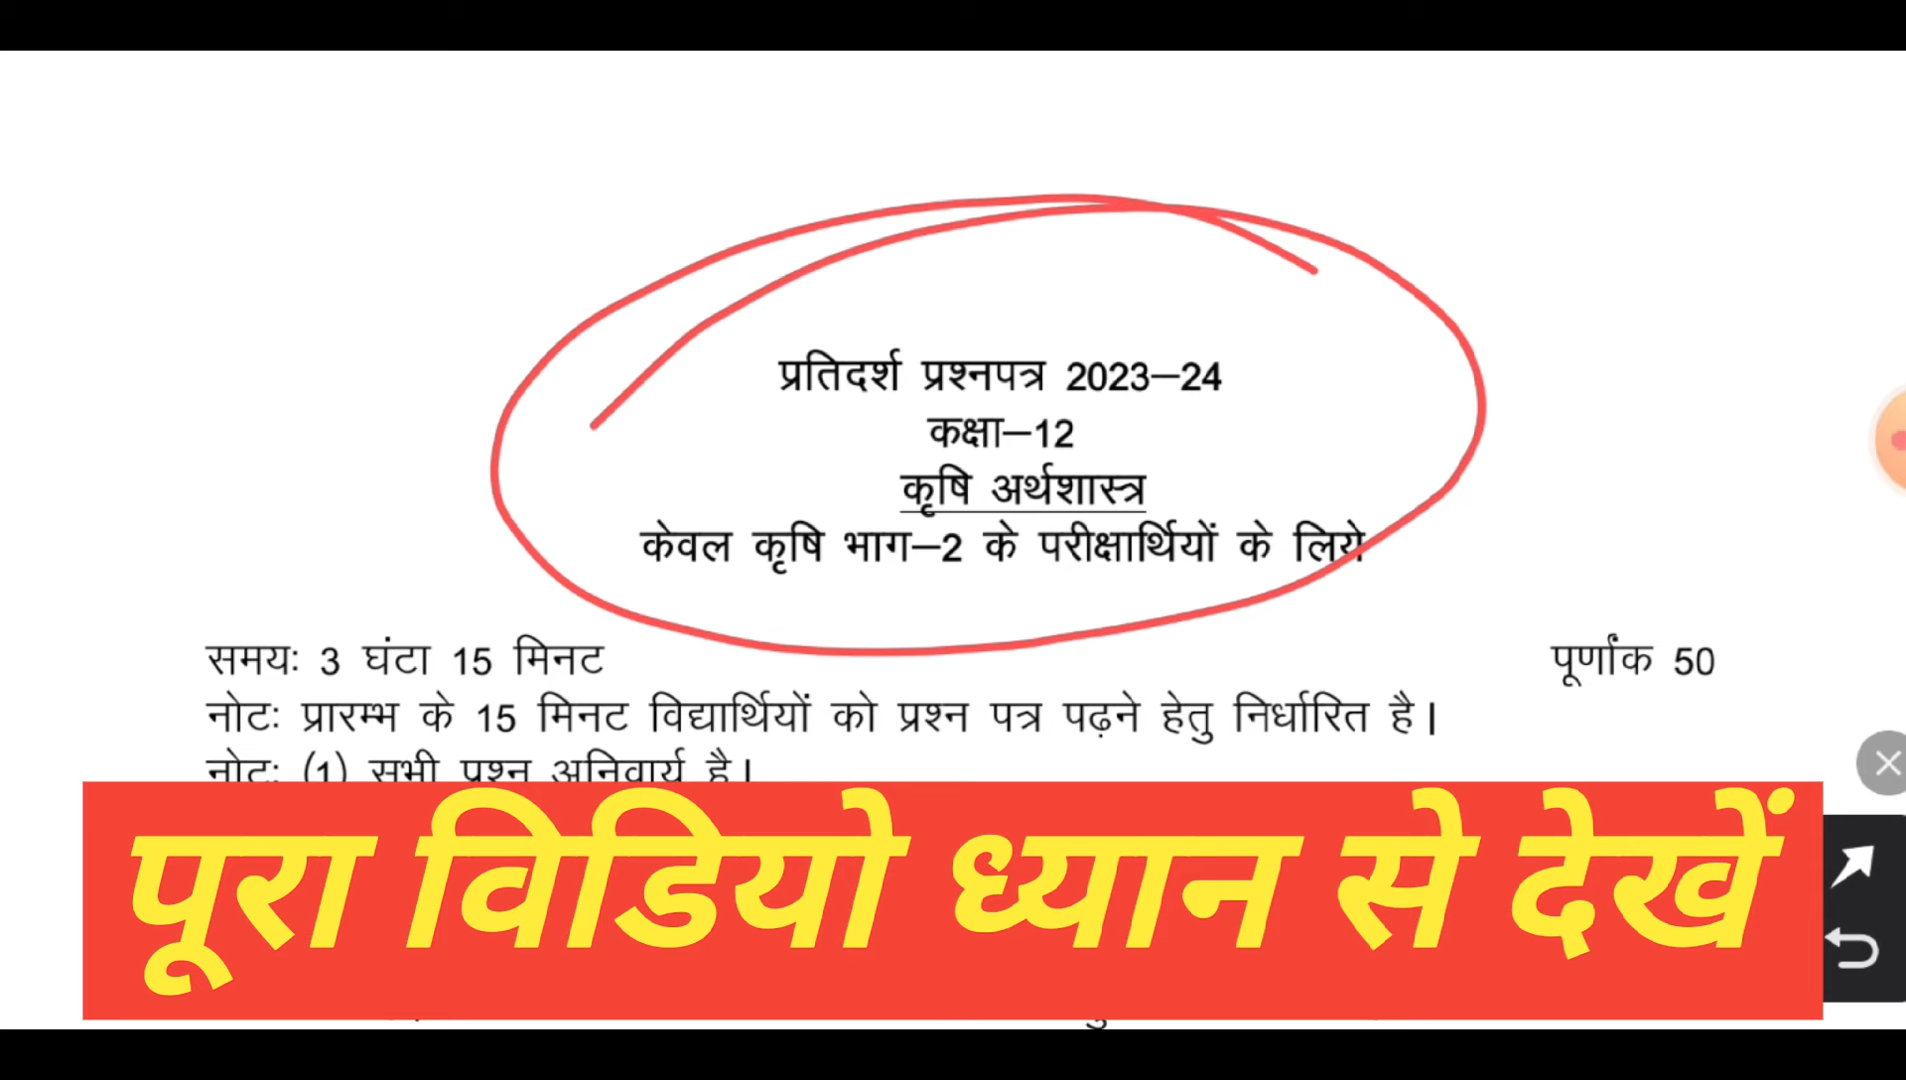 प्रतिदर्श प्रश्नपत्र 2023–24
कक्षा–12
कृषि अर्थशास्त्र
केवल कृषि भाग–2 के परीक्षार्थियों के लिये
समयः 3 घंटा 15 मिनट पूर्णांक 50
नोटः प्रारम्भ के 15 मिनट विद्यार्थियों को प्रश्न पत्र पढ़ने हेतु निर्धारित है।
नोटः (1) सभी प्रश्न अनिवार्य है।
पूरा विडियो ध्यान से देखें